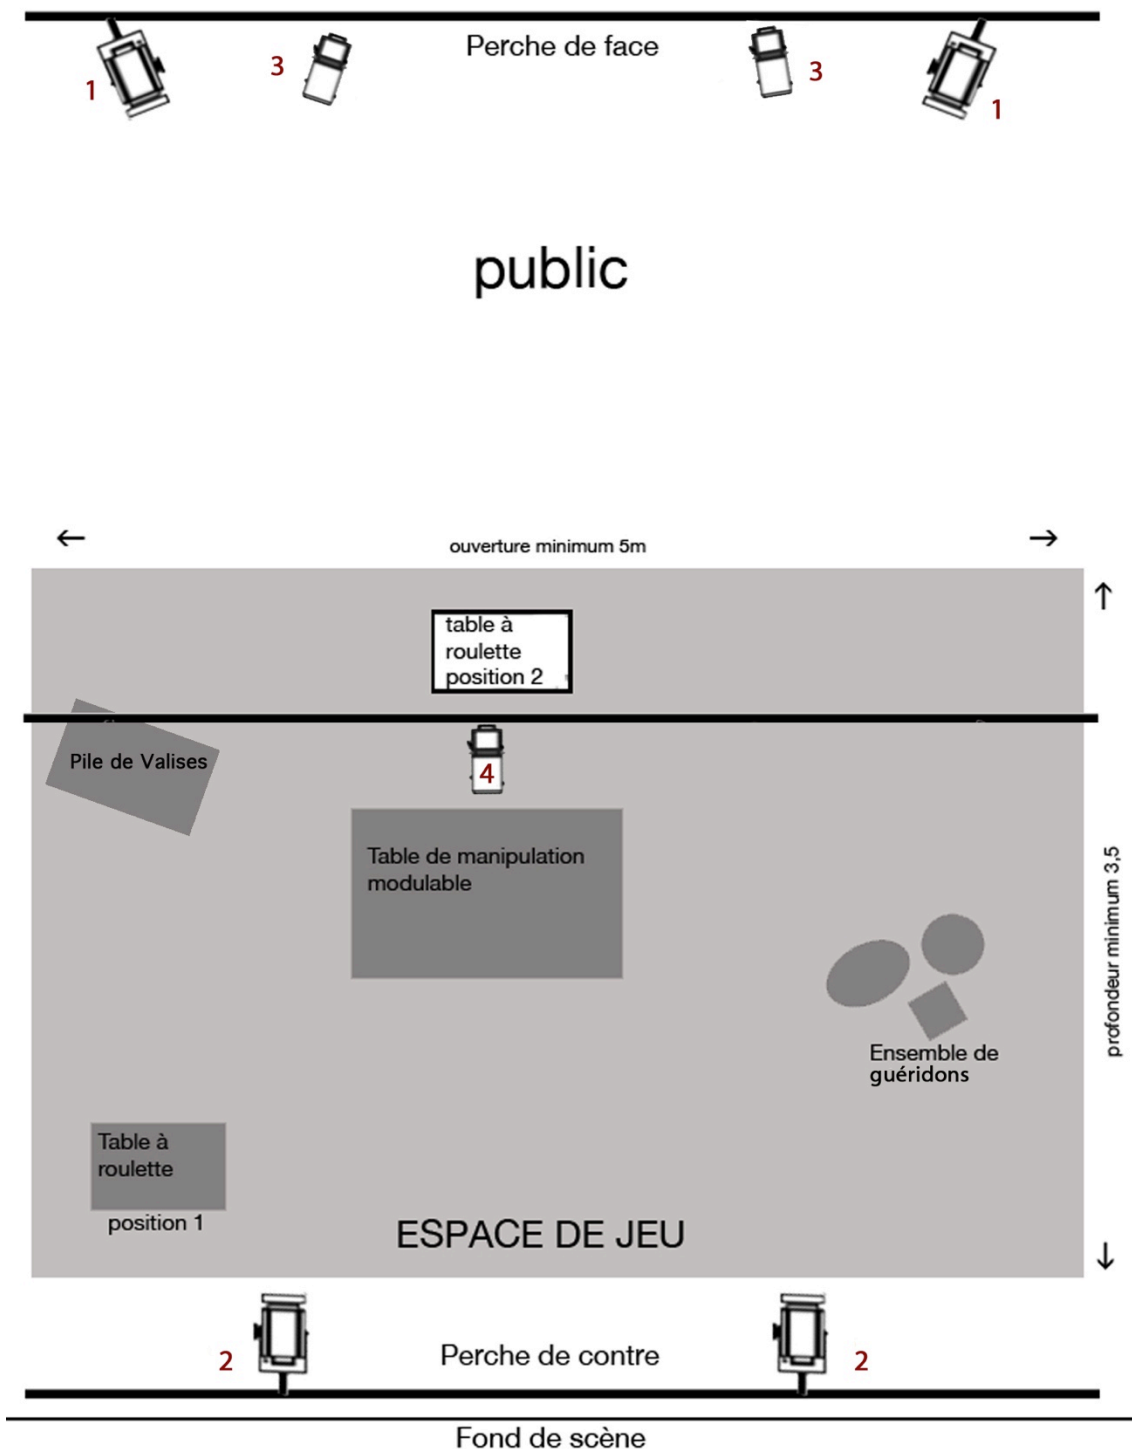 Perche de face
3
3
1
1
public
ouverture minimum 5m
table à
roulette
position 2
Pile de Valises
4
Table de manipulation
modulable
profondeur minimum 3,5
Ensemble de
guéridons
Table à
roulette
position 1
ESPACE DE JEU
2
Perche de contre
2
Fond de scène